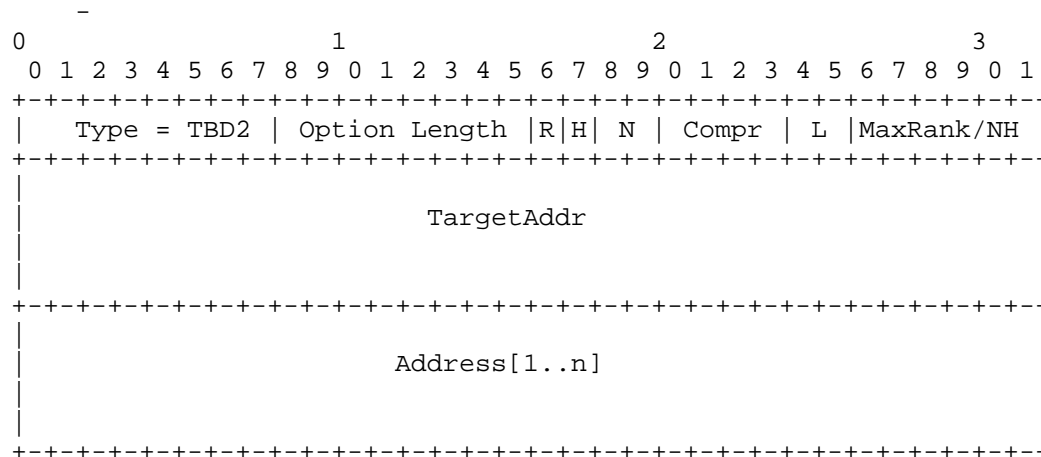 -
0                   1                   2                   3
 0 1 2 3 4 5 6 7 8 9 0 1 2 3 4 5 6 7 8 9 0 1 2 3 4 5 6 7 8 9 0 1
+-+-+-+-+-+-+-+-+-+-+-+-+-+-+-+-+-+-+-+-+-+-+-+-+-+-+-+-+-+-+-+-+--
|   Type = TBD2 | Option Length |R|H| N | Compr | L |MaxRank/NH
+-+-+-+-+-+-+-+-+-+-+-+-+-+-+-+-+-+-+-+-+-+-+-+-+-+-+-+-+-+-+-+-+--
|
|                         TargetAddr
|
|
+-+-+-+-+-+-+-+-+-+-+-+-+-+-+-+-+-+-+-+-+-+-+-+-+-+-+-+-+-+-+-+-+--
|
|                       Address[1..n]
|
|
+-+-+-+-+-+-+-+-+-+-+-+-+-+-+-+-+-+-+-+-+-+-+-+-+-+-+-+-+-+-+-+-+--